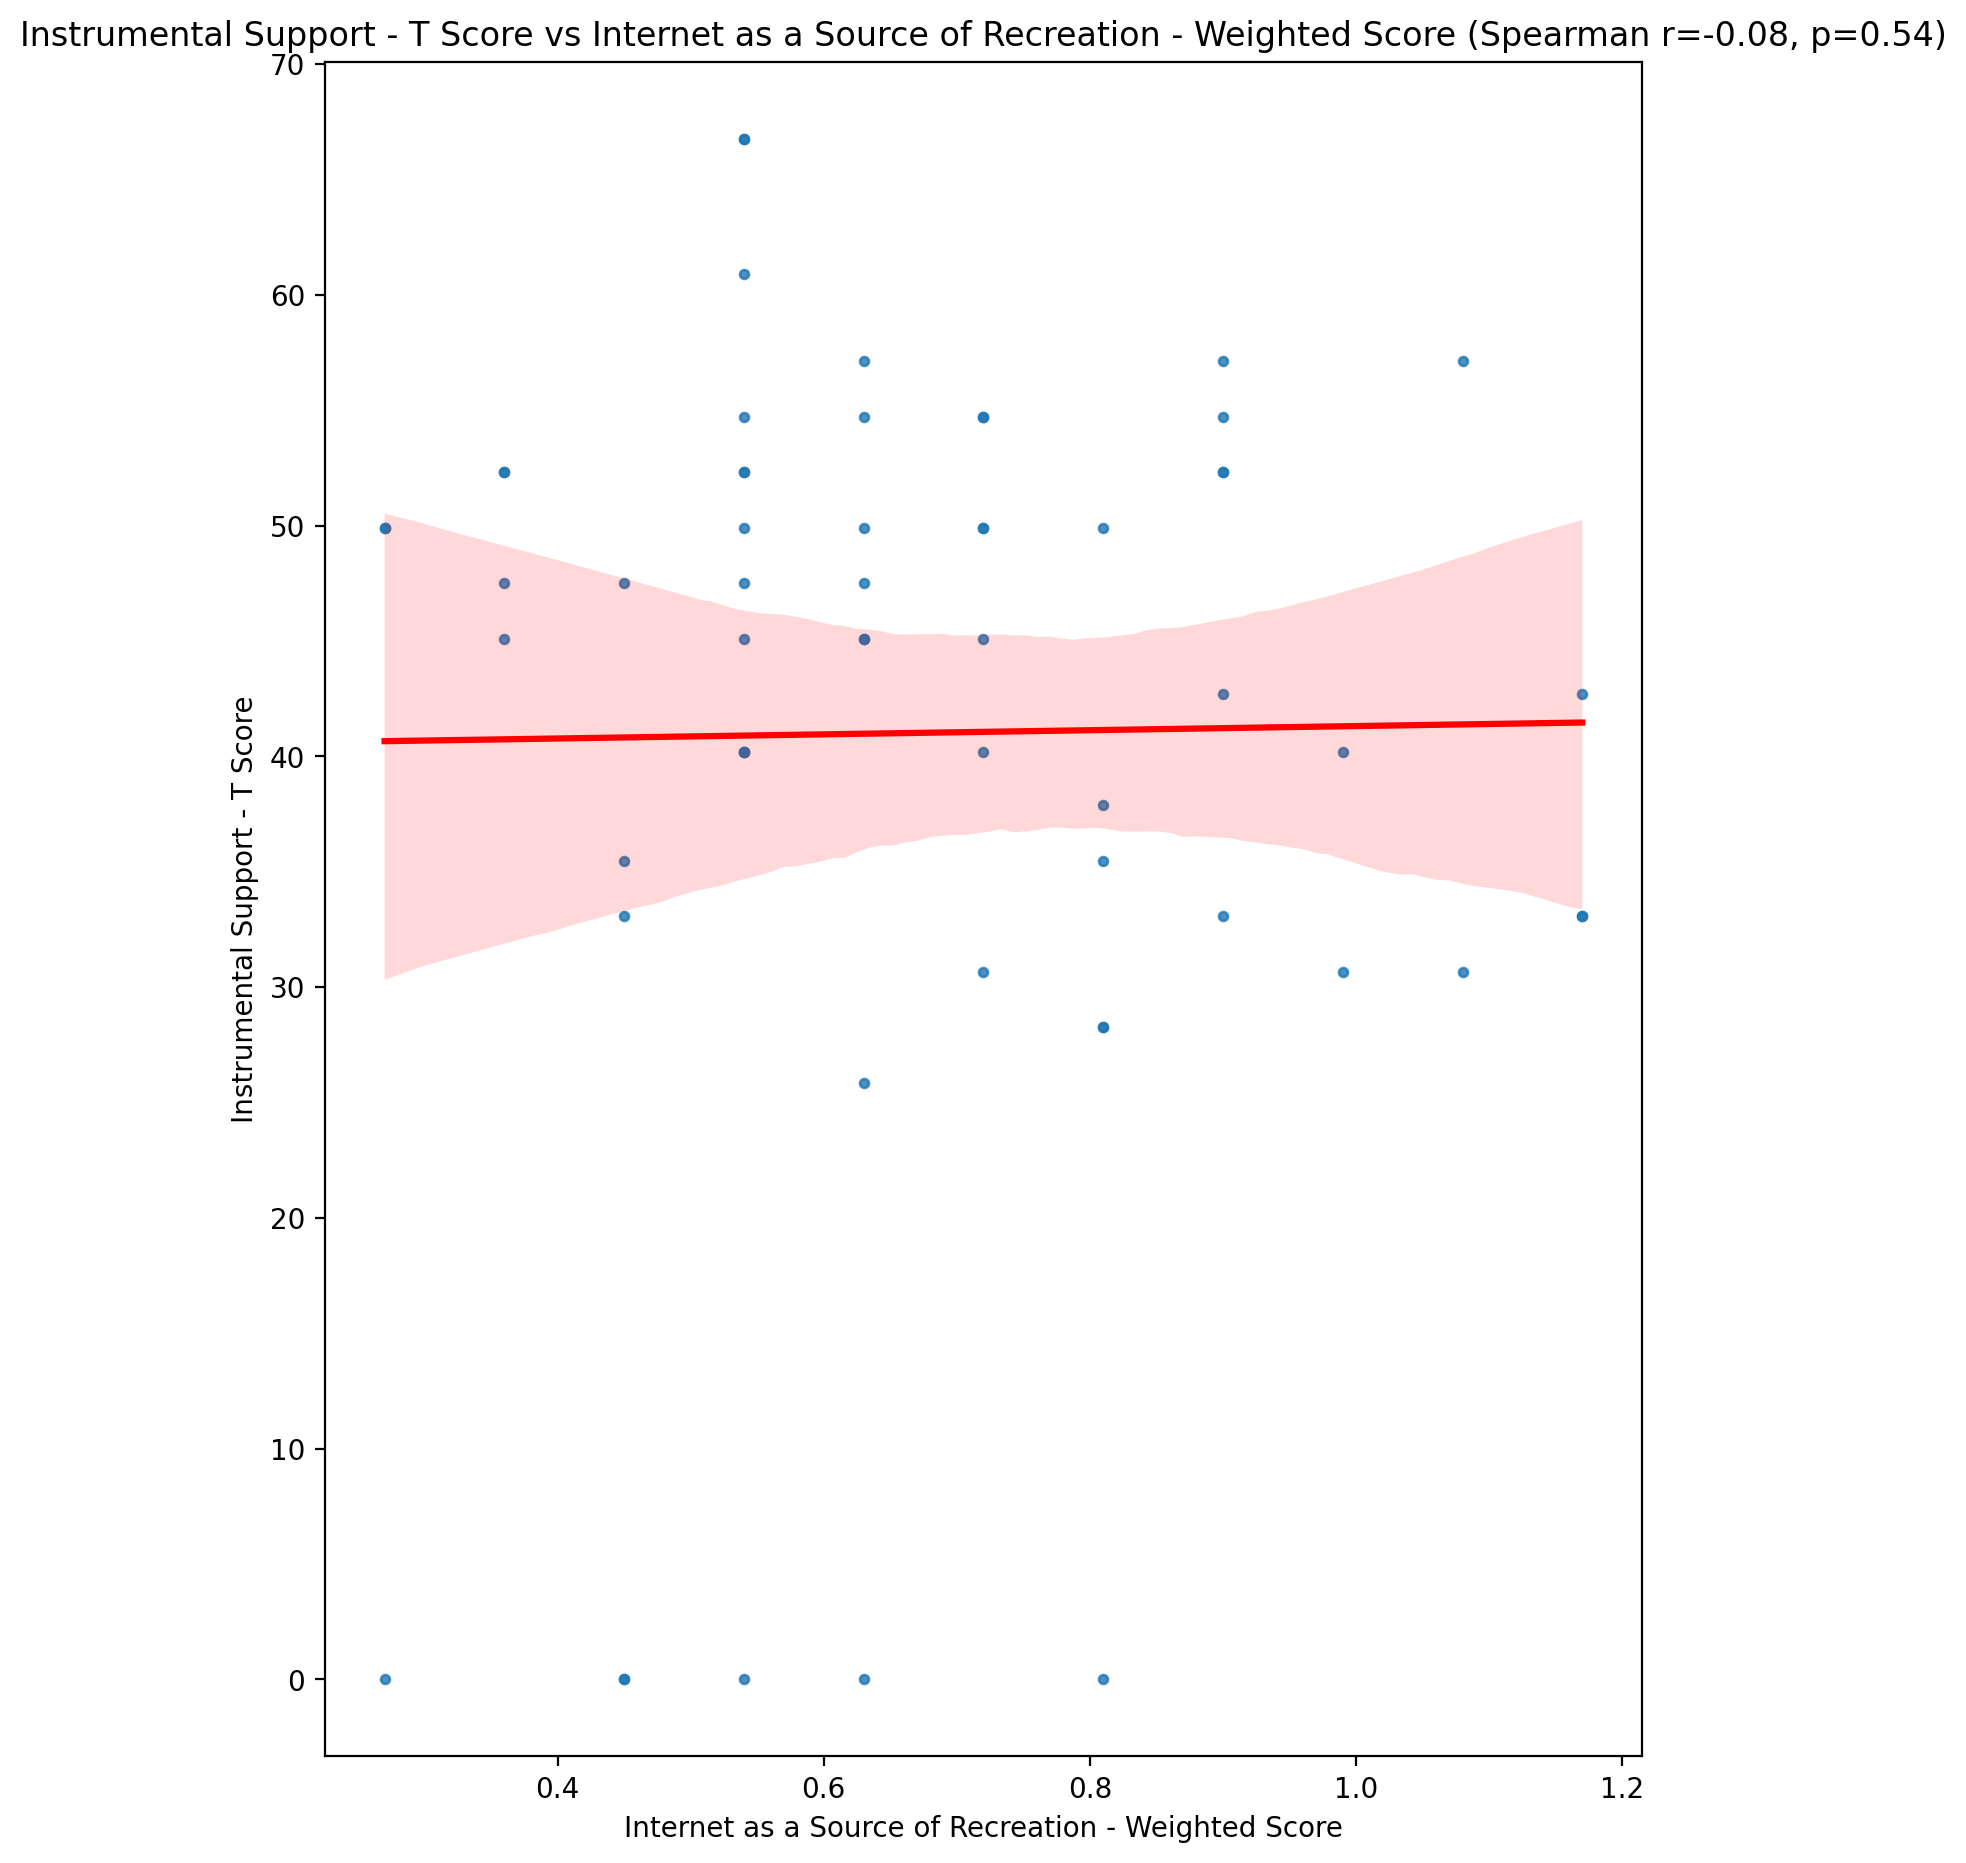 Instrumental Support - T Score vs Internet as a Source of Recreation - Weighted Score (Spearman r=-0.08, p=0.54)
70
60
50
40
30
20
10
0
Instrumental Support - T Score
0.4 0.6 0.8 1.0 1.2
Internet as a Source of Recreation - Weighted Score